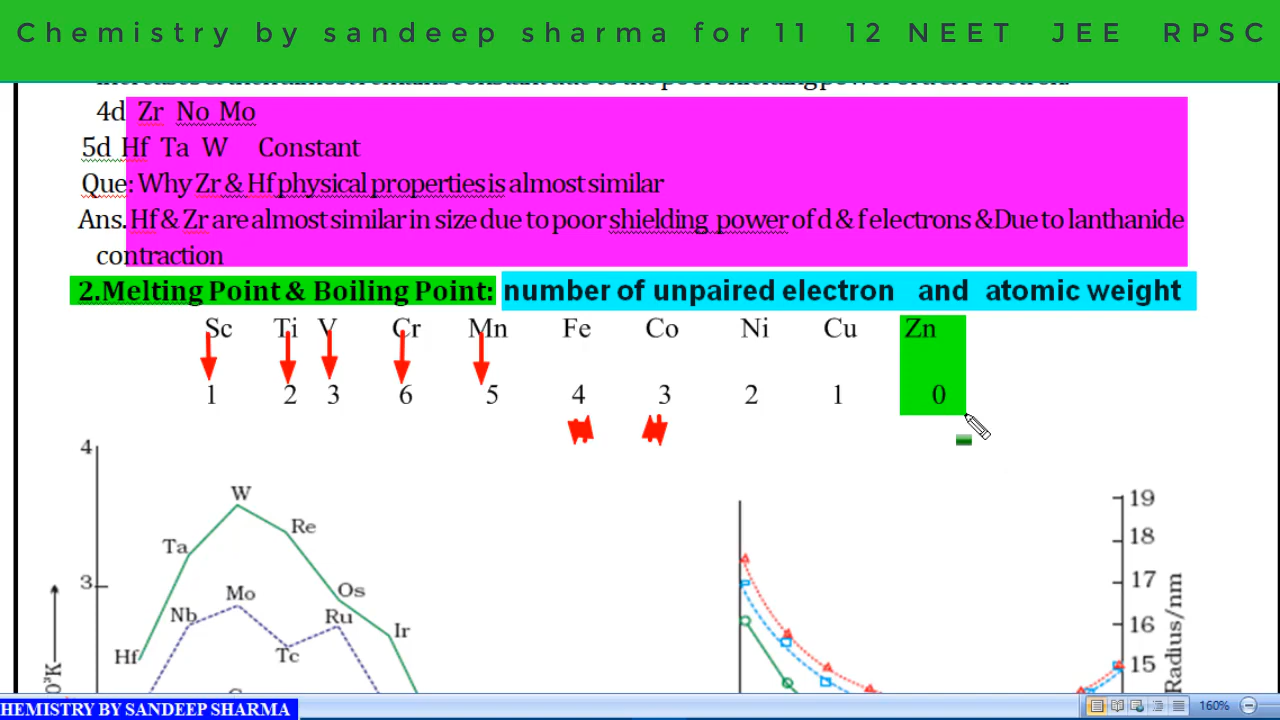 Chemistry by sandeep sharma for 11 12 NEET JEE RPSC
4d Zr No Mo
5d Hf Ta W Constant
Que: Why Zr & Hf physical properties is almost similar
Ans. Hf & Zr are almost similar in size due to poor shielding power of d & f electrons & Due to lanthanide
contraction
2.Melting Point & Boiling Point: number of unpaired electron and atomic weight
Sc Ti V Cr Mn Fe Co Ni Cu Zn
1 2 3 6 5 4 3 2 1 0
4
W
19
Re
18
Ta
3
17
Mo
Os
Nb
Ru
16
Ir
Hf
Tc
15
Radius/nm
HEMISTRY BY SANDEEP SHARMA
160%